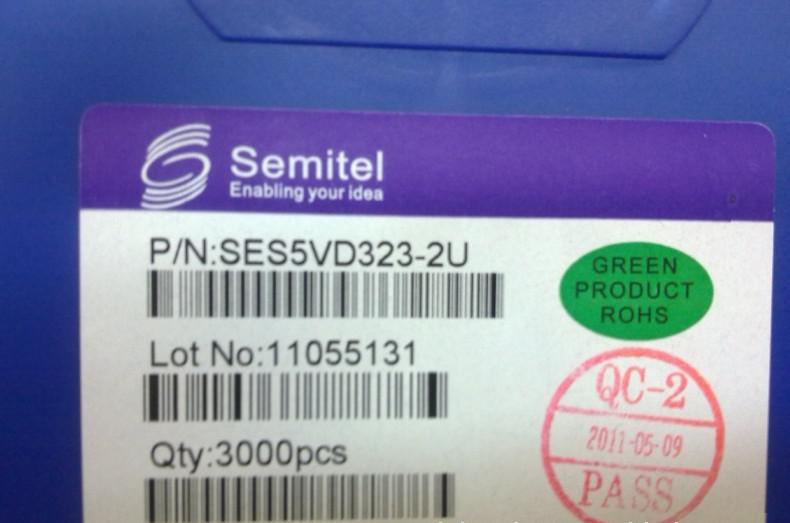 Semitel
Enabling your idea
P/N:SES5VD323-2U
GREEN
PRODUCT
ROHS
Lot No:11055131
QC-2
2011-05-09
PASS
Qty:3000pcs